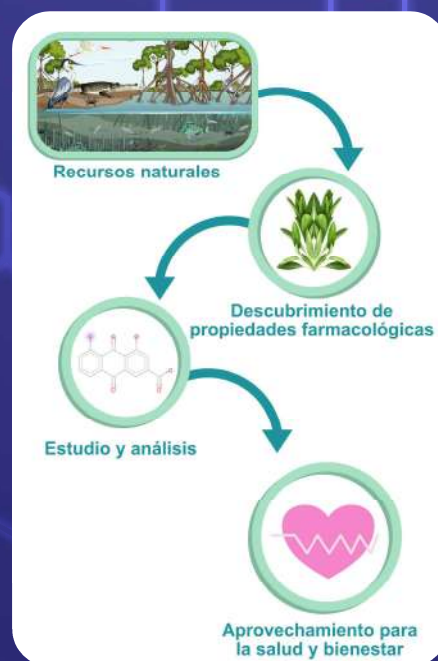 Recursos naturales
Descubrimiento de
propiedades farmacológicas
Estudio y análisis
Aprovechamiento para
la salud y bienestar